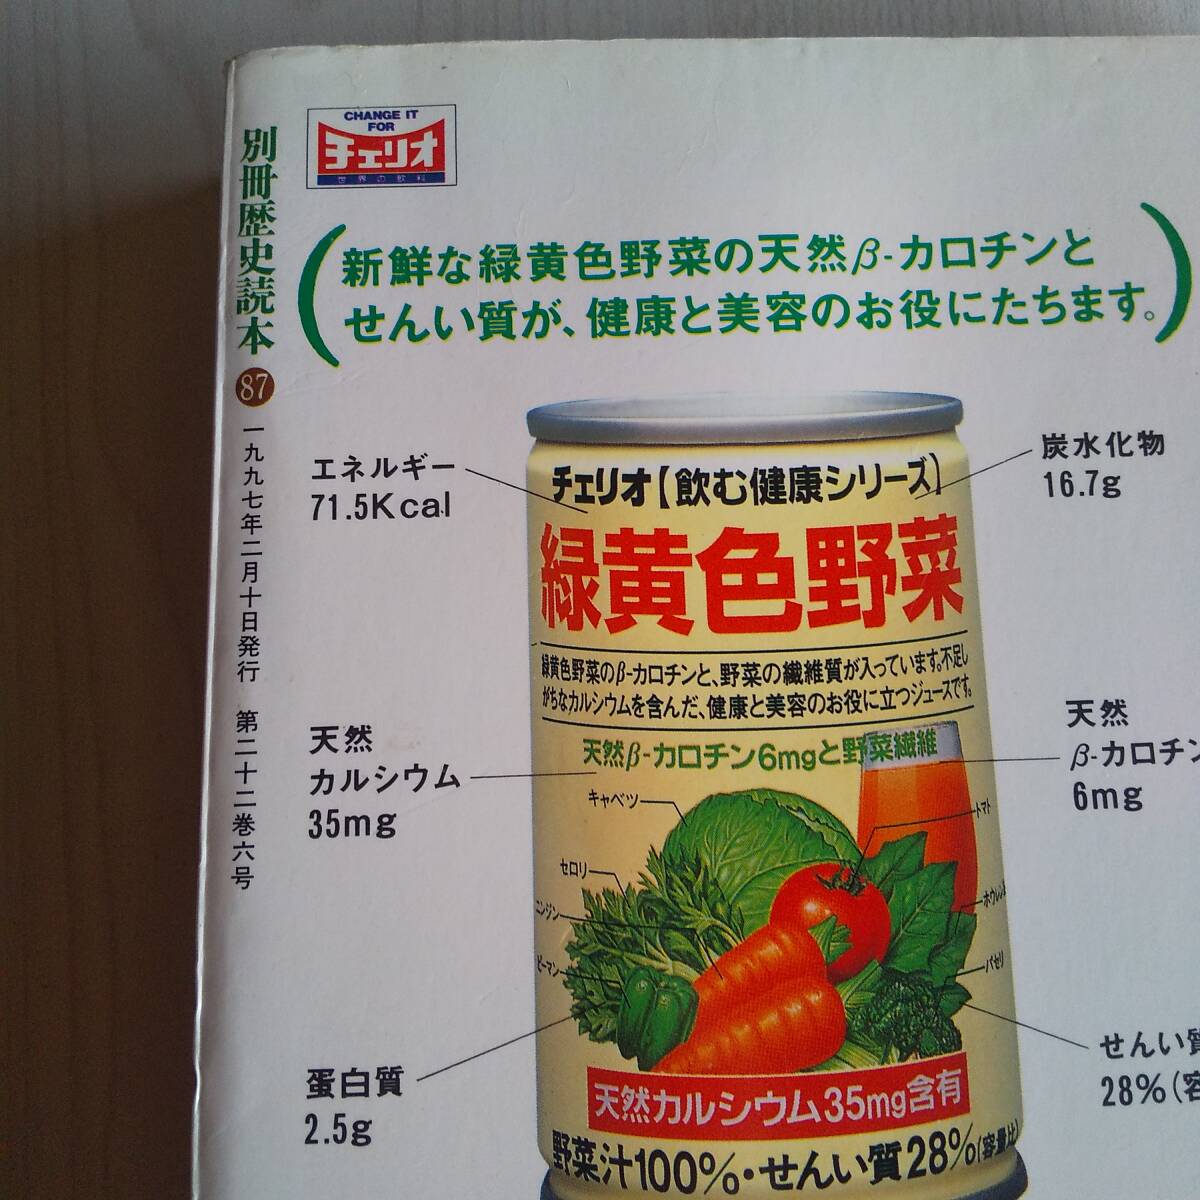 別冊歴史読本
87
一九九七年二月十日発行　第二十二巻六号
CHANGE IT
FOR
チェリオ
世界の飲料
新鮮な緑黄色野菜の天然β-カロチンと
せんい質が、健康と美容のお役にたちます。
エネルギー
71.5Kcal
炭水化物
16.7g
天然
カルシウム
35mg
天然
β-カロチン
6mg
蛋白質
2.5g
せんい質
28%(容
チェリオ【飲む健康シリーズ】
緑黄色野菜
緑黄色野菜のβ-カロチンと、野菜の繊維質が入っています。不足し
がちなカルシウムを含んだ、健康と美容のお役に立つジュースです。
天然β-カロチン6mgと野菜繊維
キャベツ
トマト
セロリ
ニンジン
ホウレン
ピーマン
パセリ
天然カルシウム35mg含有
野菜汁100%・せんい質28%(容量比)